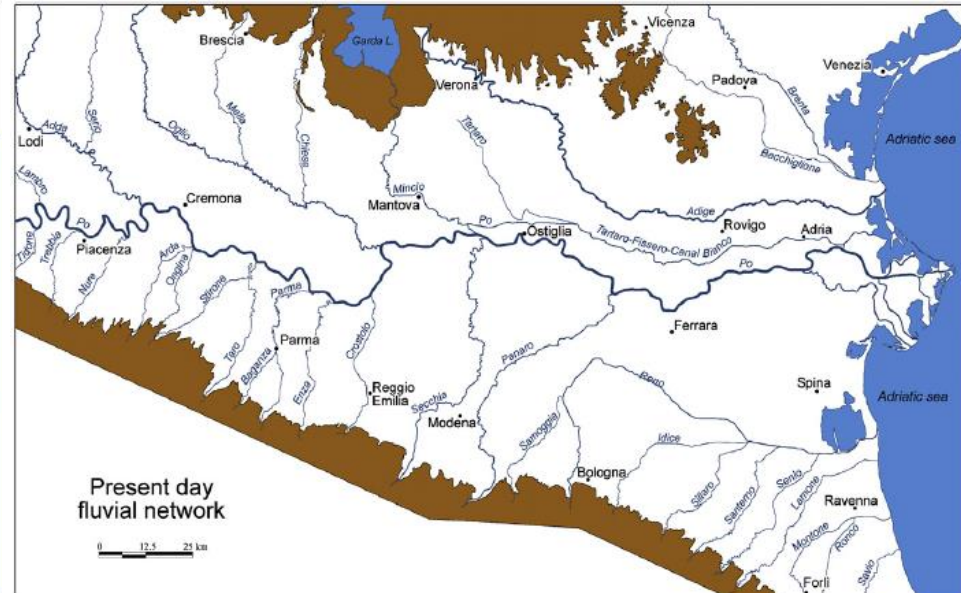 Brescia
Garda L.
Vicenza
Verona
Padova
Venezia
Brenta
Adda
Serio
Oglio
Mella
Chiese
Tartaro
Bacchiglione
Adriatic sea
Lodi
Lambro
Cremona
Mincio
Mantova
Adige
Po
Po
Ostiglia
Rovigo
Adria
Tartaro-Fissero-Canal Bianco
Piacenza
Tirone
Trebbia
Nure
Arda
Ongina
Stirone
Parma
Po
Ferrara
Taro
Baganza
Parma
Enza
Crostolo
Panaro
Reggio
Emilia
Secchia
Modena
Samoggia
Reno
Spina
Adriatic sea
Idice
Bologna
Sillaro
Santerno
Senio
Lamone
Ravenna
Montone
Ronco
Savio
Forlì
Present day
fluvial network
0 12.5 25 km